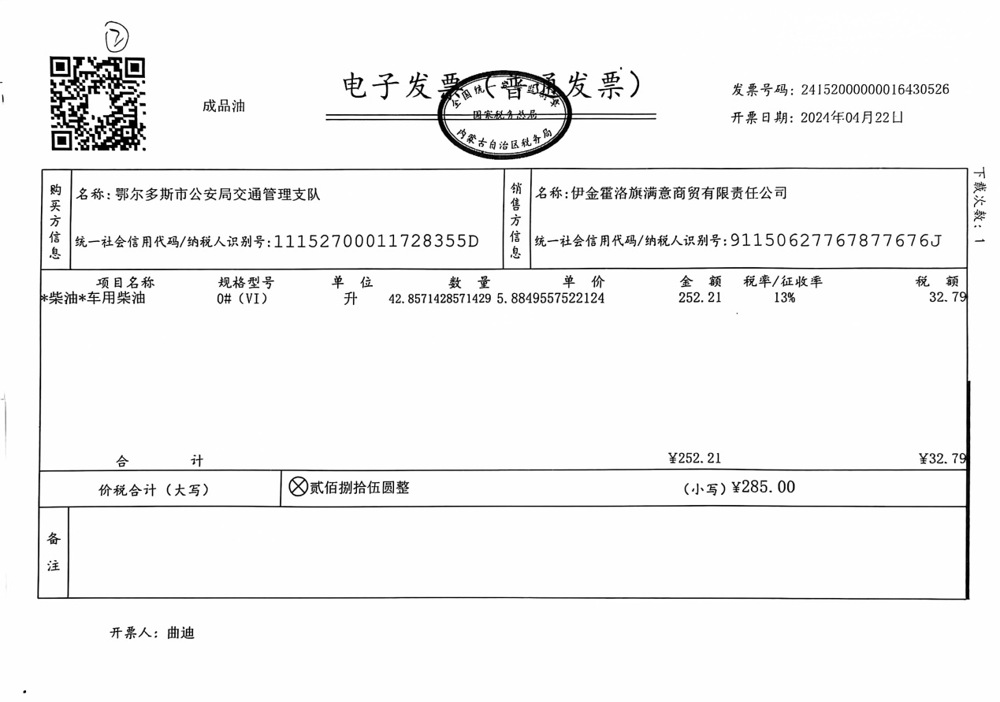 7
成品油
电子发票（普通发票）
全国统一发票监制章
国家税务总局
内蒙古自治区税务局
发票号码：24152000000016430526
开票日期：2024年04月22日
下载次数：1
购买方信息
名称：鄂尔多斯市公安局交通管理支队
统一社会信用代码/纳税人识别号：11152700011728355D
销售方信息
名称：伊金霍洛旗满意商贸有限责任公司
统一社会信用代码/纳税人识别号：91150627767877676J
项目名称 规格型号 单位 数量 单价 金额 税率/征收率 税额
*柴油*车用柴油 0#（VI） 升 42.8571428571429 5.8849557522124 252.21 13% 32.79
合计 ¥252.21 ¥32.79
价税合计（大写） ⊗贰佰捌拾伍圆整 （小写）¥285.00
备注
开票人：曲迪